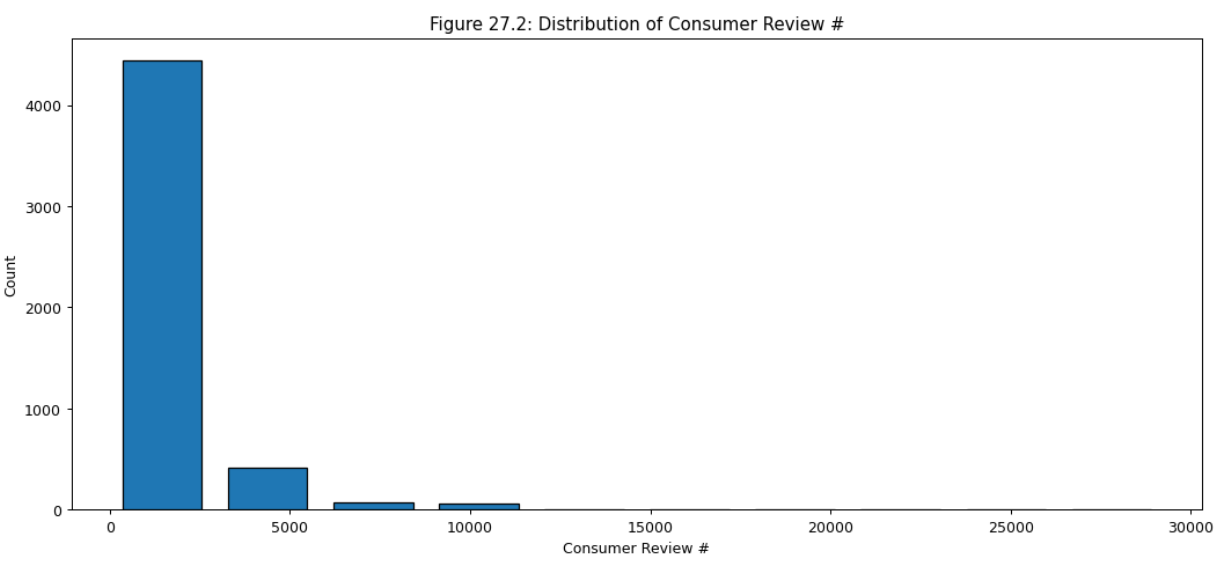 Figure 27.2: Distribution of Consumer Review #
4000
3000
2000
1000
0
Count
0 5000 10000 15000 20000 25000 30000
Consumer Review #